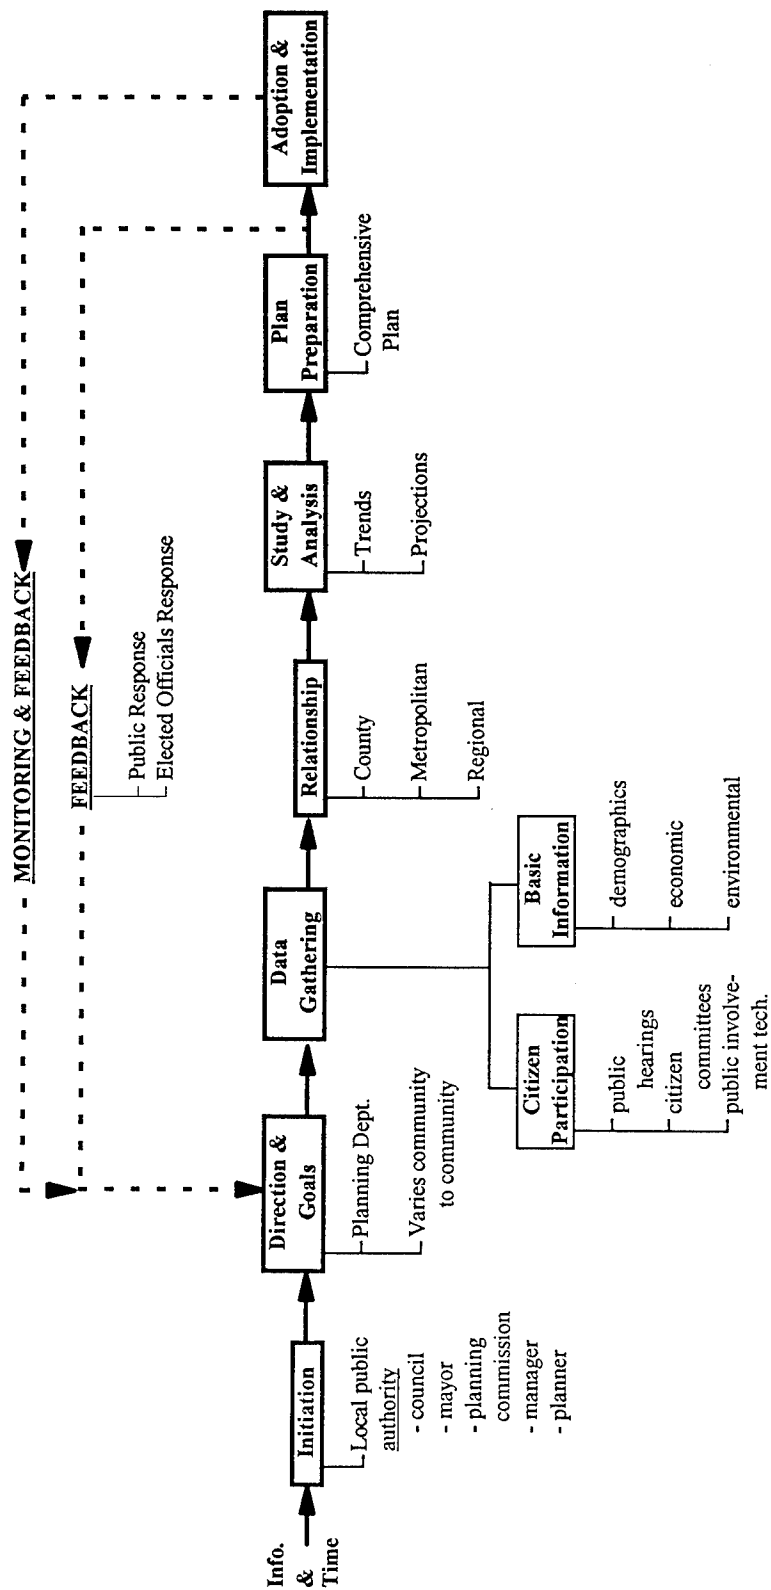 MONITORING & FEEDBACK
FEEDBACK
Public Response
Elected Officials Response
Info.
&
Time
Initiation
Local public
authority
- council
- mayor
- planning
commission
- manager
- planner
Direction &
Goals
Planning Dept.
Varies community
to community
Data
Gathering
Citizen
Participation
public
hearings
citizen
committees
public involve-
ment tech.
Basic
Information
demographics
economic
environmental
Relationship
County
Metropolitan
Regional
Study &
Analysis
Trends
Projections
Plan
Preparation
Comprehensive
Plan
Adoption &
Implementation